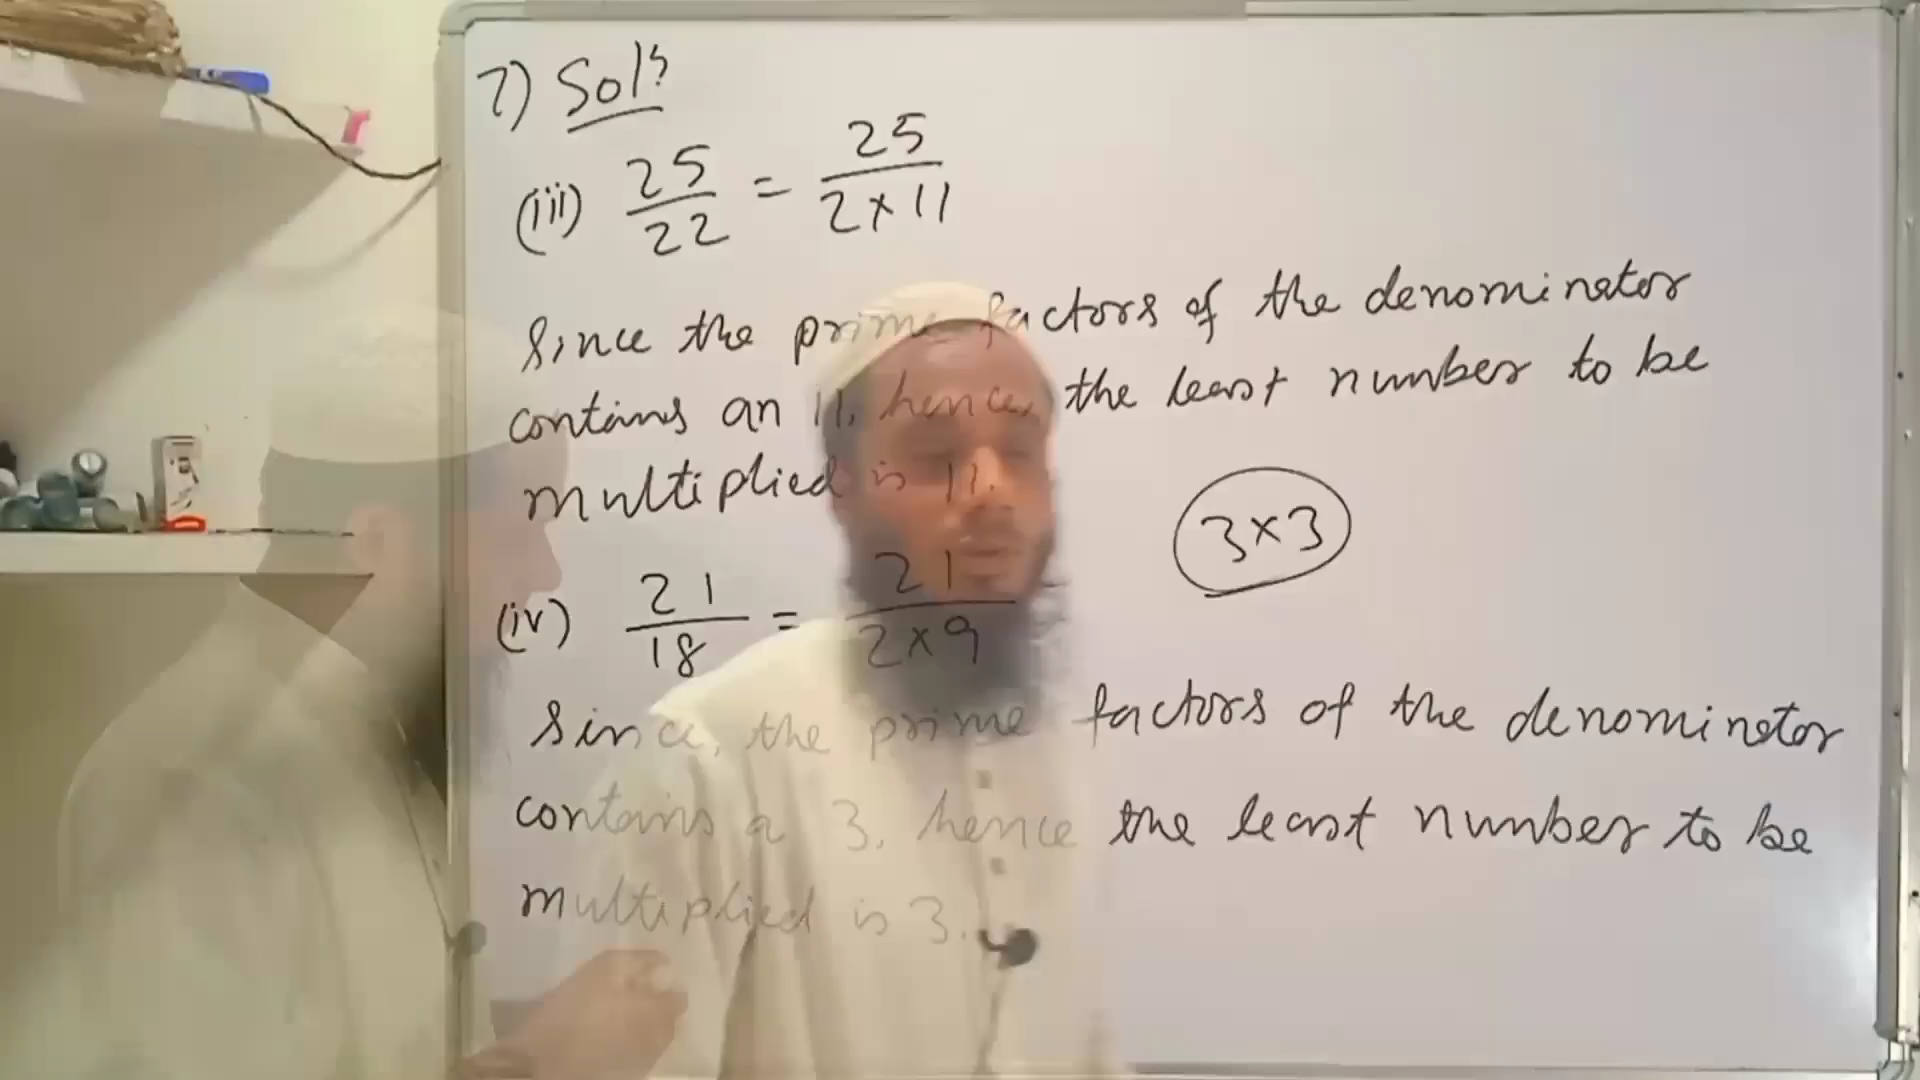 7) Sol:
(iii) 25/22 = 25/2×11
Since the prime factors of the denominator
contains an 11, hence, the least number to be
multiplied is 11.
3×3
(iv) 21/18 = 21/2×9
Since, the prime factors of the denominator
contains a 3, hence the least number to be
multiplied is 3.